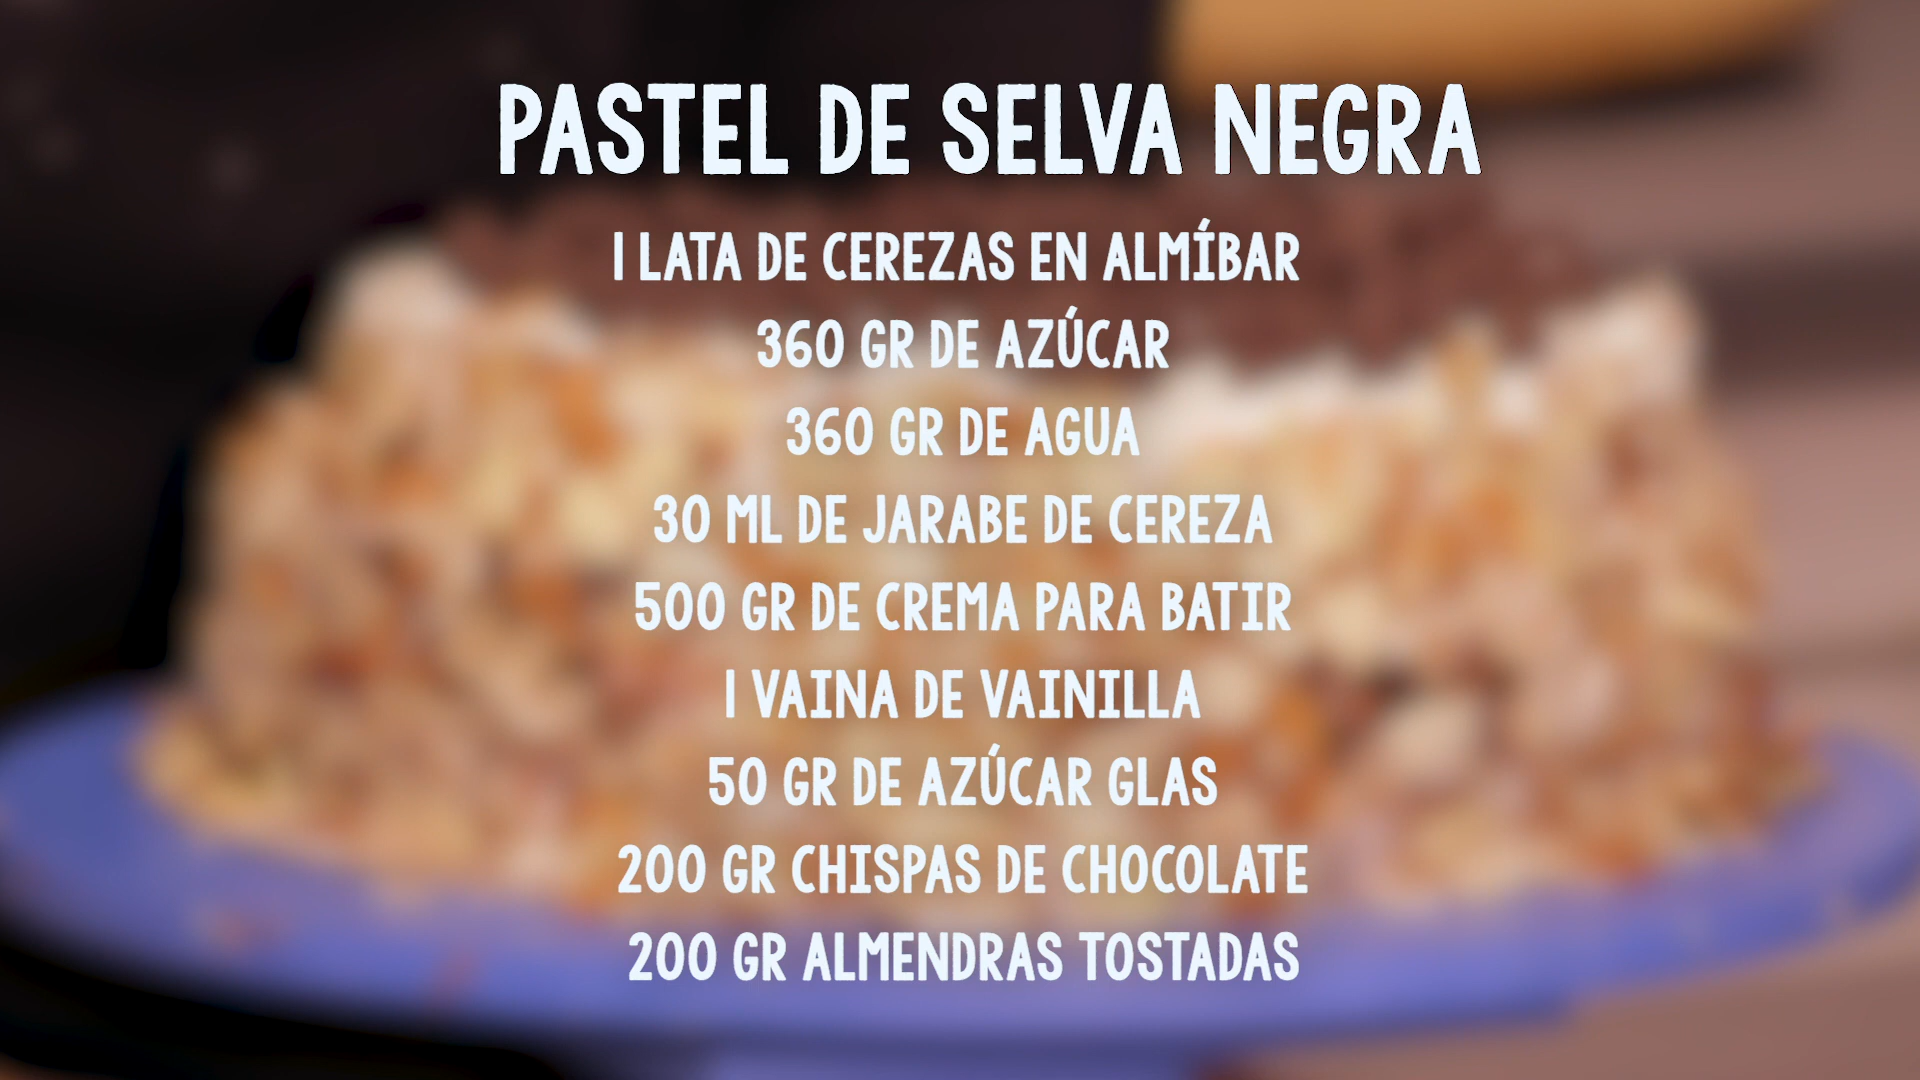 PASTEL DE SELVA NEGRA
1 LATA DE CEREZAS EN ALMÍBAR
360 GR DE AZÚCAR
360 GR DE AGUA
30 ML DE JARABE DE CEREZA
500 GR DE CREMA PARA BATIR
1 VAINA DE VAINILLA
50 GR DE AZÚCAR GLAS
200 GR CHISPAS DE CHOCOLATE
200 GR ALMENDRAS TOSTADAS